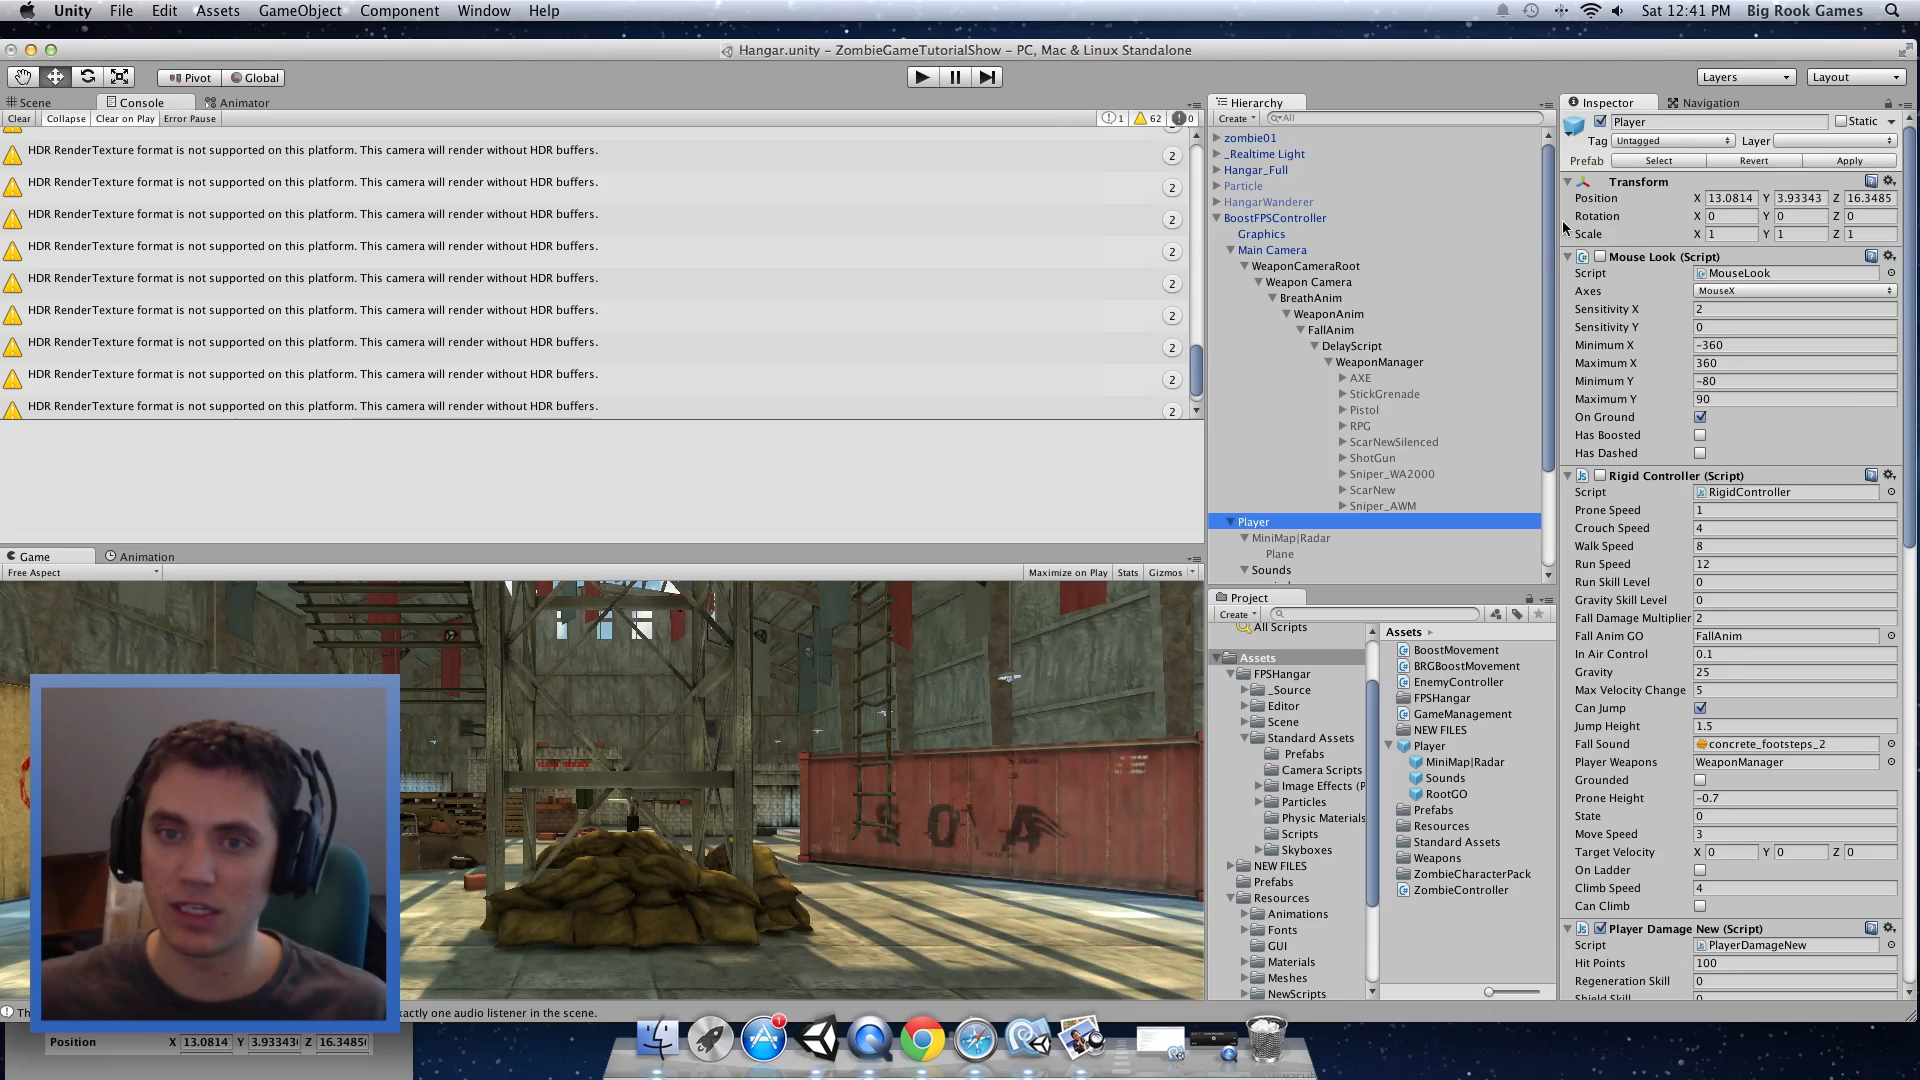 Unity File Edit Assets GameObject Component Window Help Sat 12:41 PM Big Rook Games
Hangar.unity – ZombieGameTutorialShow – PC, Mac & Linux Standalone
Pivot Global Layers Layout
Scene Console Animator
Clear Collapse Clear on Play Error Pause 1 62 0
HDR RenderTexture format is not supported on this platform. This camera will render without HDR buffers. 2
HDR RenderTexture format is not supported on this platform. This camera will render without HDR buffers. 2
HDR RenderTexture format is not supported on this platform. This camera will render without HDR buffers. 2
HDR RenderTexture format is not supported on this platform. This camera will render without HDR buffers. 2
HDR RenderTexture format is not supported on this platform. This camera will render without HDR buffers. 2
HDR RenderTexture format is not supported on this platform. This camera will render without HDR buffers. 2
HDR RenderTexture format is not supported on this platform. This camera will render without HDR buffers. 2
HDR RenderTexture format is not supported on this platform. This camera will render without HDR buffers. 2
HDR RenderTexture format is not supported on this platform. This camera will render without HDR buffers. 2
Game Animation
Free Aspect Maximize on Play Stats Gizmos
xactly one audio listener in the scene.
Position X 13.0814 Y 3.93343 Z 16.3485
Hierarchy
Create All
zombie01
_Realtime Light
Hangar_Full
Particle
HangarWanderer
BoostFPSController
Graphics
Main Camera
WeaponCameraRoot
Weapon Camera
BreathAnim
WeaponAnim
FallAnim
DelayScript
WeaponManager
AXE
StickGrenade
Pistol
RPG
ScarNewSilenced
ShotGun
Sniper_WA2000
ScarNew
Sniper_AWM
Player
MiniMap|Radar
Plane
Sounds
Project
Create
All Scripts
Assets
FPSHangar
_Source
Editor
Scene
Standard Assets
Prefabs
Camera Scripts
Image Effects (P
Particles
Physic Materials
Scripts
Skyboxes
NEW FILES
Prefabs
Resources
Animations
Fonts
GUI
Materials
Meshes
NewScripts
Assets
BoostMovement
BRGBoostMovement
EnemyController
FPSHangar
GameManagement
NEW FILES
Player
MiniMap|Radar
Sounds
RootGO
Prefabs
Resources
Standard Assets
Weapons
ZombieCharacterPack
ZombieController
Inspector Navigation
Player Static
Tag Untagged Layer
Prefab Select Revert Apply
Transform
Position X 13.0814 Y 3.93343 Z 16.3485
Rotation X 0 Y 0 Z 0
Scale X 1 Y 1 Z 1
Mouse Look (Script)
Script MouseLook
Axes MouseX
Sensitivity X 2
Sensitivity Y 0
Minimum X -360
Maximum X 360
Minimum Y -80
Maximum Y 90
On Ground
Has Boosted
Has Dashed
Rigid Controller (Script)
Script RigidController
Prone Speed 1
Crouch Speed 4
Walk Speed 8
Run Speed 12
Run Skill Level 0
Gravity Skill Level 0
Fall Damage Multiplier 2
Fall Anim GO FallAnim
In Air Control 0.1
Gravity 25
Max Velocity Change 5
Can Jump
Jump Height 1.5
Fall Sound concrete_footsteps_2
Player Weapons WeaponManager
Grounded
Prone Height -0.7
State 0
Move Speed 3
Target Velocity X 0 Y 0 Z 0
On Ladder
Climb Speed 4
Can Climb
Player Damage New (Script)
Script PlayerDamageNew
Hit Points 100
Regeneration Skill 0